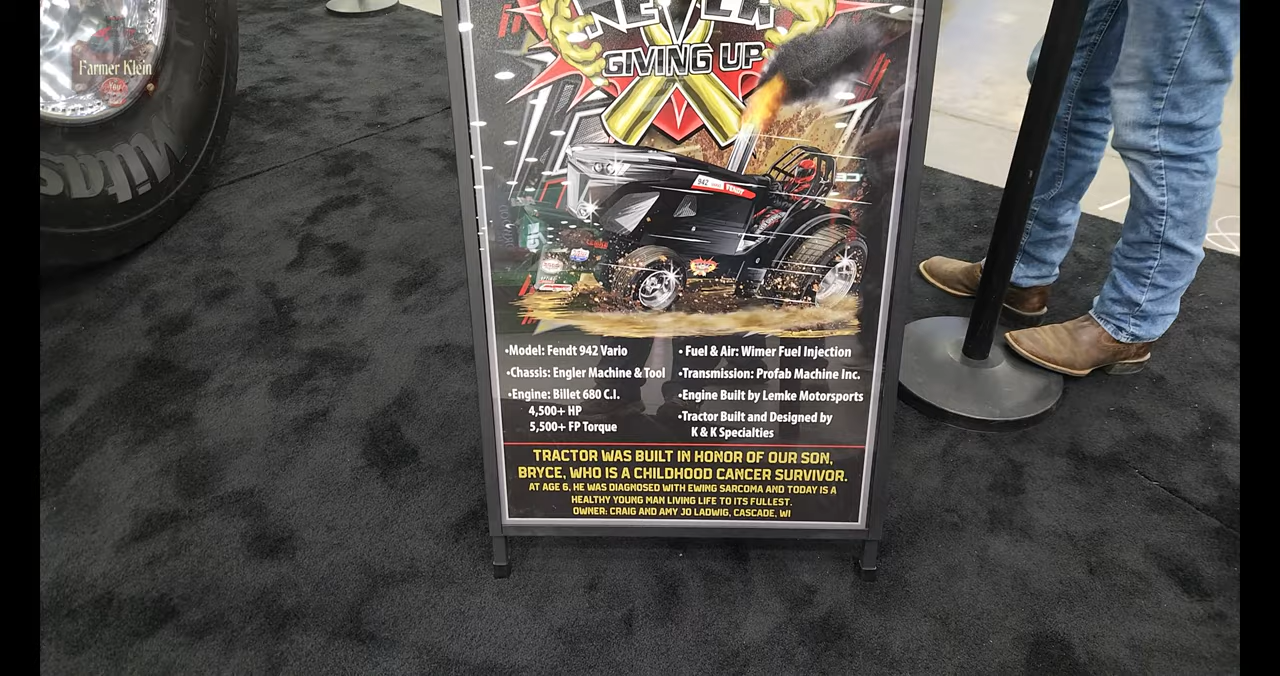 NEVER
GIVING UP
Farmer Klein
Mitas
942
FENDT
•Model: Fendt 942 Vario
•Chassis: Engler Machine & Tool
•Engine: Billet 680 C.I.
4,500+ HP
5,500+ FP Torque
• Fuel & Air: Wimer Fuel Injection
•Transmission: Profab Machine Inc.
•Engine Built by Lemke Motorsports
•Tractor Built and Designed by
K & K Specialties
TRACTOR WAS BUILT IN HONOR OF OUR SON,
BRYCE, WHO IS A CHILDHOOD CANCER SURVIVOR.
AT AGE 6, HE WAS DIAGNOSED WITH EWING SARCOMA AND TODAY IS A
HEALTHY YOUNG MAN LIVING LIFE TO ITS FULLEST.
OWNER: CRAIG AND AMY JO LADWIG, CASCADE, WI